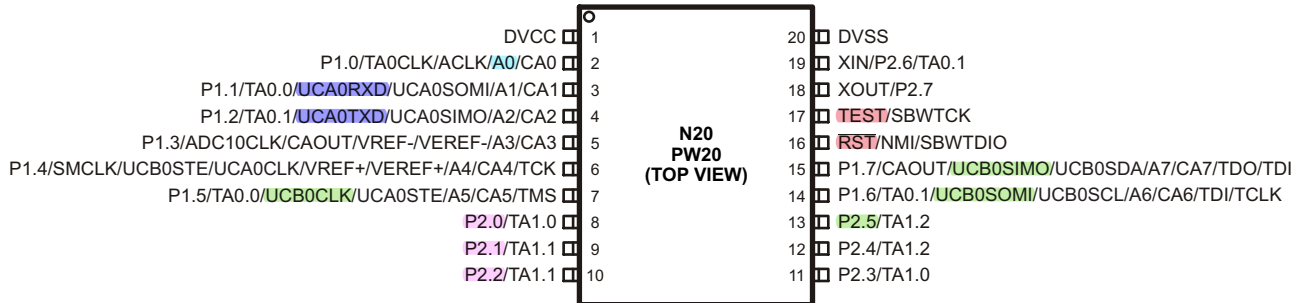 DVCC 1
P1.0/TA0CLK/ACLK/A0/CA0 2
P1.1/TA0.0/UCA0RXD/UCA0SOMI/A1/CA1 3
P1.2/TA0.1/UCA0TXD/UCA0SIMO/A2/CA2 4
P1.3/ADC10CLK/CAOUT/VREF-/VEREF-/A3/CA3 5
P1.4/SMCLK/UCB0STE/UCA0CLK/VREF+/VEREF+/A4/CA4/TCK 6
P1.5/TA0.0/UCB0CLK/UCA0STE/A5/CA5/TMS 7
P2.0/TA1.0 8
P2.1/TA1.1 9
P2.2/TA1.1 10
N20
PW20
(TOP VIEW)
20 DVSS
19 XIN/P2.6/TA0.1
18 XOUT/P2.7
17 TEST/SBWTCK
16 RST/NMI/SBWTDIO
15 P1.7/CAOUT/UCB0SIMO/UCB0SDA/A7/CA7/TDO/TDI
14 P1.6/TA0.1/UCB0SOMI/UCB0SCL/A6/CA6/TDI/TCLK
13 P2.5/TA1.2
12 P2.4/TA1.2
11 P2.3/TA1.0